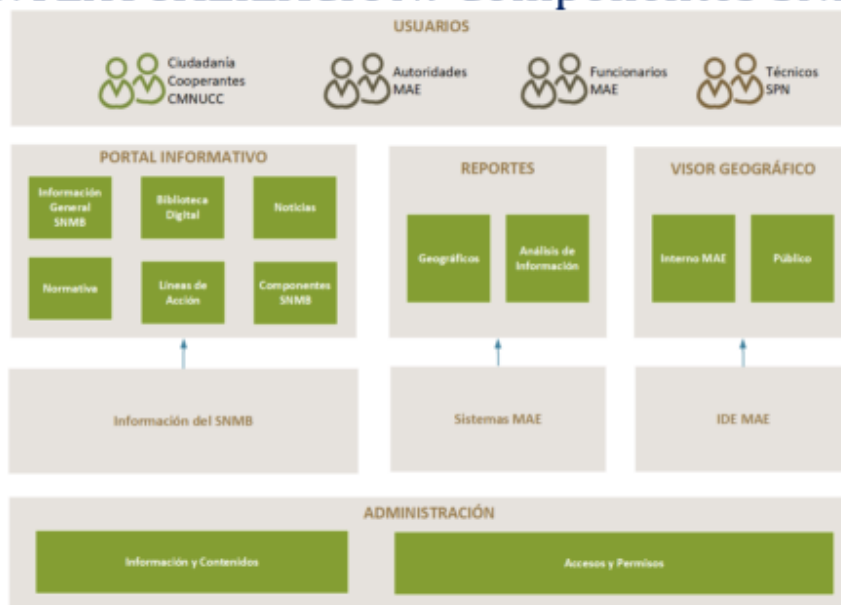 USUARIOS
Ciudadanía
Cooperantes
CMNUCC
Autoridades
MAE
Funcionarios
MAE
Técnicos
SPN
PORTAL INFORMATIVO
Información
General
SNMB
Biblioteca
Digital
Noticias
Normativa
Líneas de
Acción
Componentes
SNMB
REPORTES
Geográficos
Análisis de
Información
VISOR GEOGRÁFICO
Interno MAE
Público
Información del SNMB
Sistemas MAE
IDE MAE
ADMINISTRACIÓN
Información y Contenidos
Accesos y Permisos